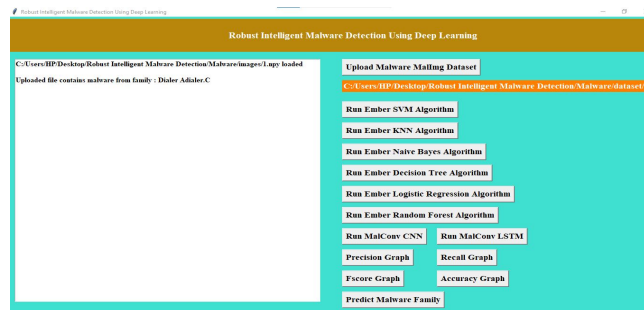 Robust Intelligent Malware Detection Using Deep Learning
Robust Intelligent Malware Detection Using Deep Learning
C:/Users/HP/Desktop/Robust Intelligent Malware Detection/Malware/images/1.npy loaded
Uploaded file contains malware from family : Dialer Adialer.C
Upload Malware MalImg Dataset
C:/Users/HP/Desktop/Robust Intelligent Malware Detection/Malware/dataset/
Run Ember SVM Algorithm
Run Ember KNN Algorithm
Run Ember Naive Bayes Algorithm
Run Ember Decision Tree Algorithm
Run Ember Logistic Regression Algorithm
Run Ember Random Forest Algorithm
Run MalConv CNN Run MalConv LSTM
Precision Graph Recall Graph
Fscore Graph Accuracy Graph
Predict Malware Family